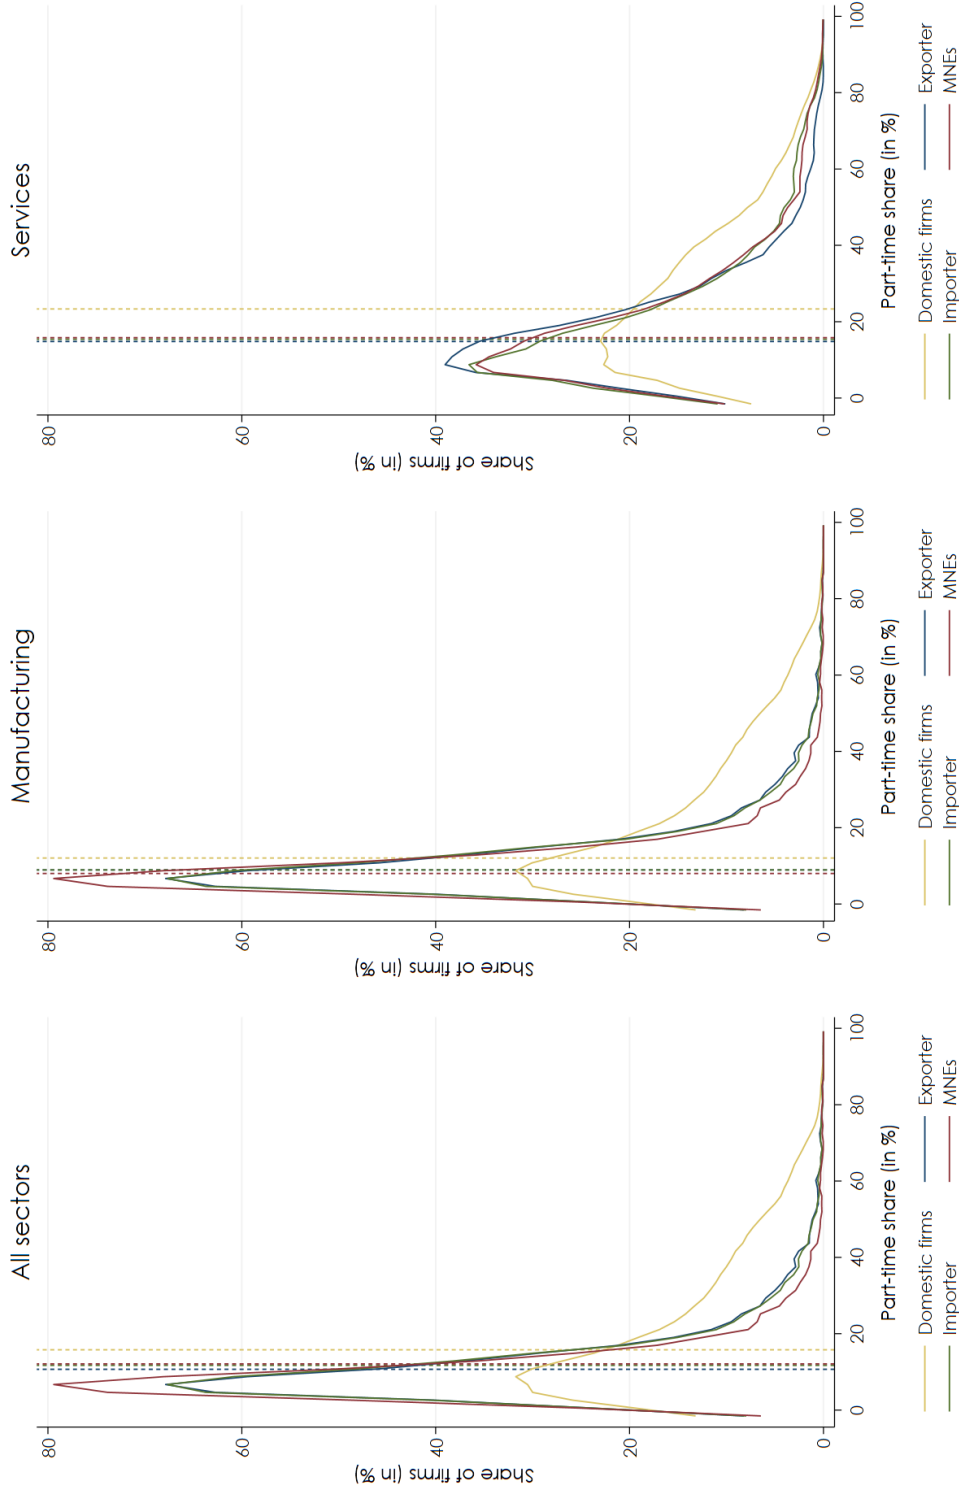 All sectors
Share of firms (in %)
80
60
40
20
0
0 20 40 60 80 100
Part-time share (in %)
Domestic firms Exporter
Importer MNEs
Manufacturing
Share of firms (in %)
80
60
40
20
0
0 20 40 60 80 100
Part-time share (in %)
Domestic firms Exporter
Importer MNEs
Services
Share of firms (in %)
80
60
40
20
0
0 20 40 60 80 100
Part-time share (in %)
Domestic firms Exporter
Importer MNEs